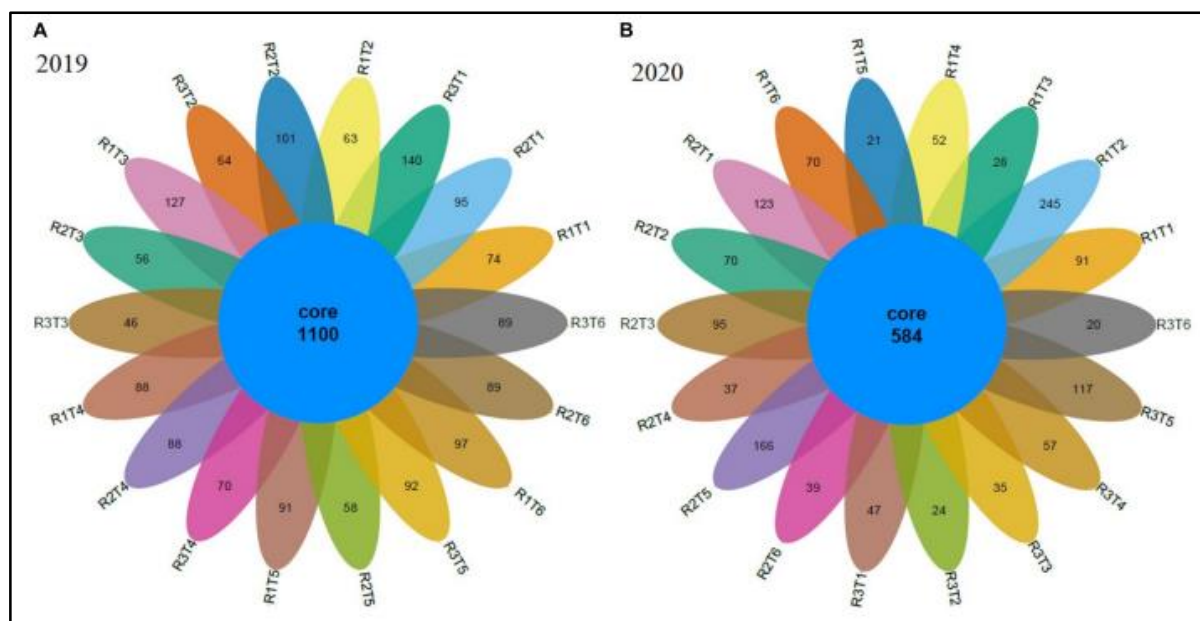 A
2019
R1T1
74
R2T1
95
R3T1
140
R1T2
63
R2T2
101
R3T2
64
R1T3
127
R2T3
56
R3T3
46
R1T4
88
R2T4
88
R3T4
70
R1T5
91
R2T5
58
R3T5
92
R1T6
97
R2T6
89
R3T6
89
core
1100
B
2020
R1T1
91
R1T2
245
R1T3
28
R1T4
52
R1T5
21
R1T6
70
R2T1
123
R2T2
70
R2T3
95
R2T4
37
R2T5
166
R2T6
39
R3T1
47
R3T2
24
R3T3
35
R3T4
57
R3T5
117
R3T6
20
core
584